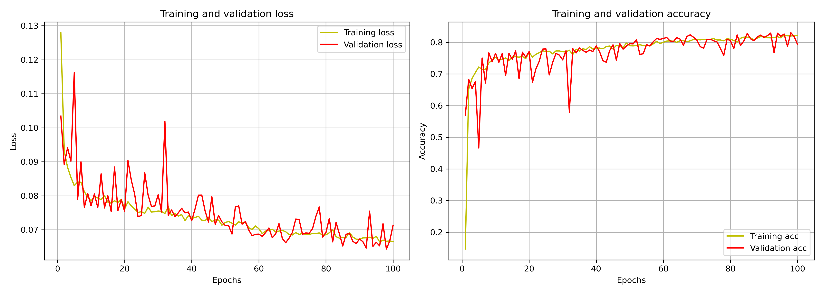 Training and validation loss
0.13
0.12
0.11
0.10
0.09
0.08
0.07
Loss
Training loss
Validation loss
0
20
40
60
80
100
Epochs
Training and validation accuracy
0.8
0.7
0.6
0.5
0.4
0.3
0.2
Accuracy
Training acc
Validation acc
0
20
40
60
80
100
Epochs